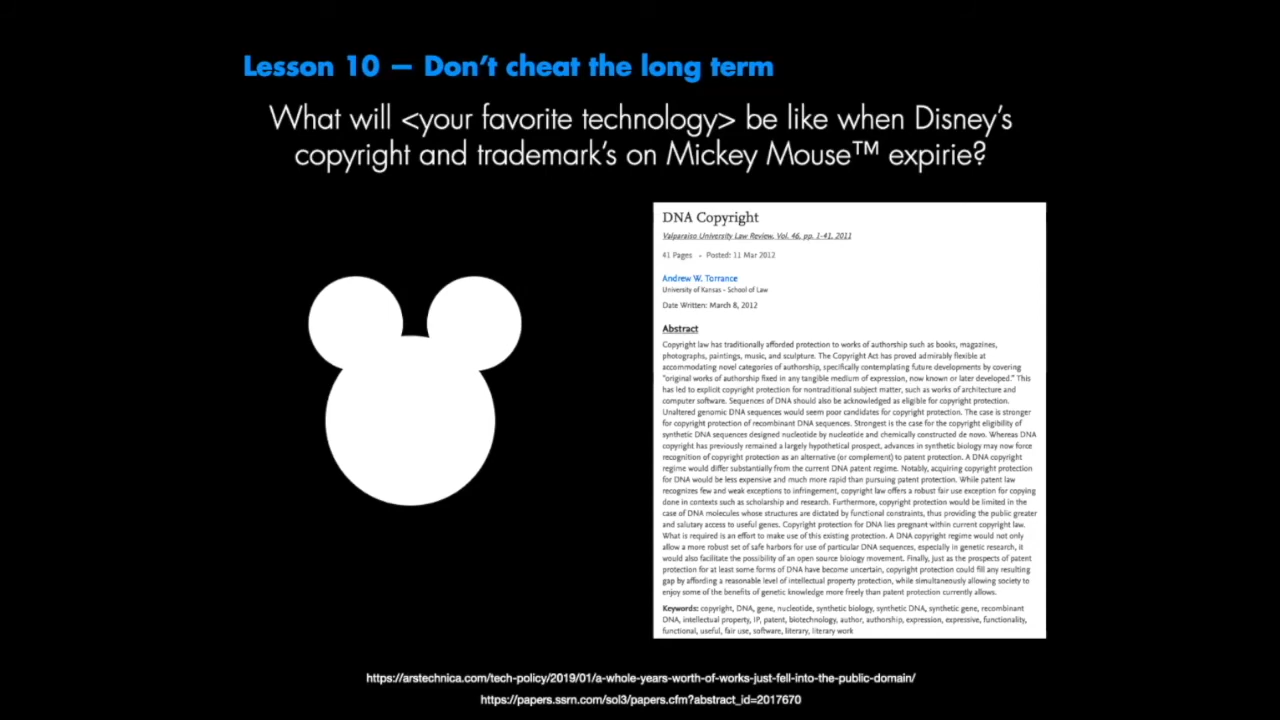 Lesson 10 — Don't cheat the long term
What will <your favorite technology> be like when Disney's
copyright and trademark's on Mickey Mouse™ expirie?
DNA Copyright
Valparaiso University Law Review, Vol. 46, pp. 1-41, 2011
41 Pages • Posted: 11 Mar 2012
Andrew W. Torrance
University of Kansas - School of Law
Date Written: March 8, 2012
Abstract
Copyright law has traditionally afforded protection to works of authorship such as books, magazines,
photographs, paintings, music, and sculpture. The Copyright Act has proved admirably flexible at
accommodating novel categories of authorship, specifically contemplating future developments by covering
"original works of authorship fixed in any tangible medium of expression, now known or later developed." This
has led to explicit copyright protection for nontraditional subject matter, such as works of architecture and
computer software. Sequences of DNA should also be acknowledged as eligible for copyright protection.
Unaltered genomic DNA sequences would seem poor candidates for copyright protection. The case is stronger
for copyright protection of recombinant DNA sequences. Strongest is the case for the copyright eligibility of
synthetic DNA sequences designed nucleotide by nucleotide and chemically constructed de novo. Whereas DNA
copyright has previously remained a largely hypothetical prospect, advances in synthetic biology may now force
recognition of copyright protection as an alternative (or complement) to patent protection. A DNA copyright
regime would differ substantially from the current DNA patent regime. Notably, acquiring copyright protection
for DNA would be less expensive and much more rapid than pursuing patent protection. While patent law
recognizes few and weak exceptions to infringement, copyright law offers a robust fair use exception for copying
done in contexts such as scholarship and research. Furthermore, copyright protection would be limited in the
case of DNA molecules whose structures are dictated by functional constraints, thus providing the public greater
and salutary access to useful genes. Copyright protection for DNA lies pregnant within current copyright law.
What is required is an effort to make use of this existing protection. A DNA copyright regime would not only
allow a more robust set of safe harbors for use of particular DNA sequences, especially in genetic research, it
would also facilitate the possibility of an open source biology movement. Finally, just as the prospects of patent
protection for at least some forms of DNA have become uncertain, copyright protection could fill any resulting
gap by affording a reasonable level of intellectual property protection, while simultaneously allowing society to
enjoy some of the benefits of genetic knowledge more freely than patent protection currently allows.
Keywords: copyright, DNA, gene, nucleotide, synthetic biology, synthetic DNA, synthetic gene, recombinant
DNA, intellectual property, IP, patent, biotechnology, author, authorship, expression, expressive, functionality,
functional, useful, fair use, software, literary, literary work
https://arstechnica.com/tech-policy/2019/01/a-whole-years-worth-of-works-just-fell-into-the-public-domain/
https://papers.ssrn.com/sol3/papers.cfm?abstract_id=2017670